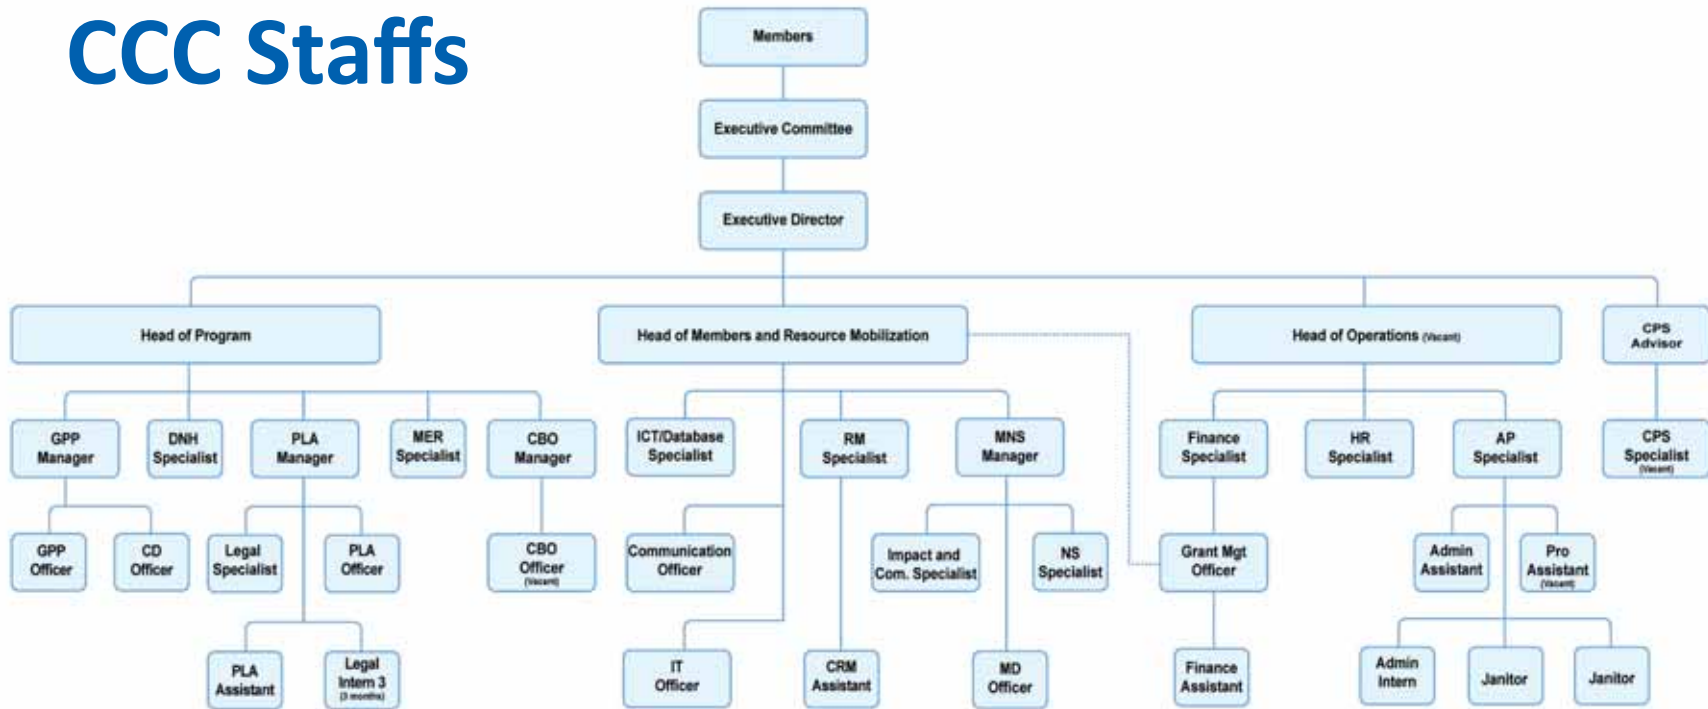 CCC Staffs
Members
Executive Committee
Executive Director
Head of Program
Head of Members and Resource Mobilization
Head of Operations (Vacant)
CPS
Advisor
GPP
Manager
DNH
Specialist
PLA
Manager
MER
Specialist
CBO
Manager
ICT/Database
Specialist
RM
Specialist
MNS
Manager
Finance
Specialist
HR
Specialist
AP
Specialist
CPS
Specialist
(Vacant)
GPP
Officer
CD
Officer
Legal
Specialist
PLA
Officer
CBO
Officer
(Vacant)
Communication
Officer
Impact and
Com. Specialist
NS
Specialist
Grant Mgt
Officer
Admin
Assistant
Pro
Assistant
(Vacant)
PLA
Assistant
Legal
Intern 3
(3 months)
IT
Officer
CRM
Assistant
MD
Officer
Finance
Assistant
Admin
Intern
Janitor
Janitor